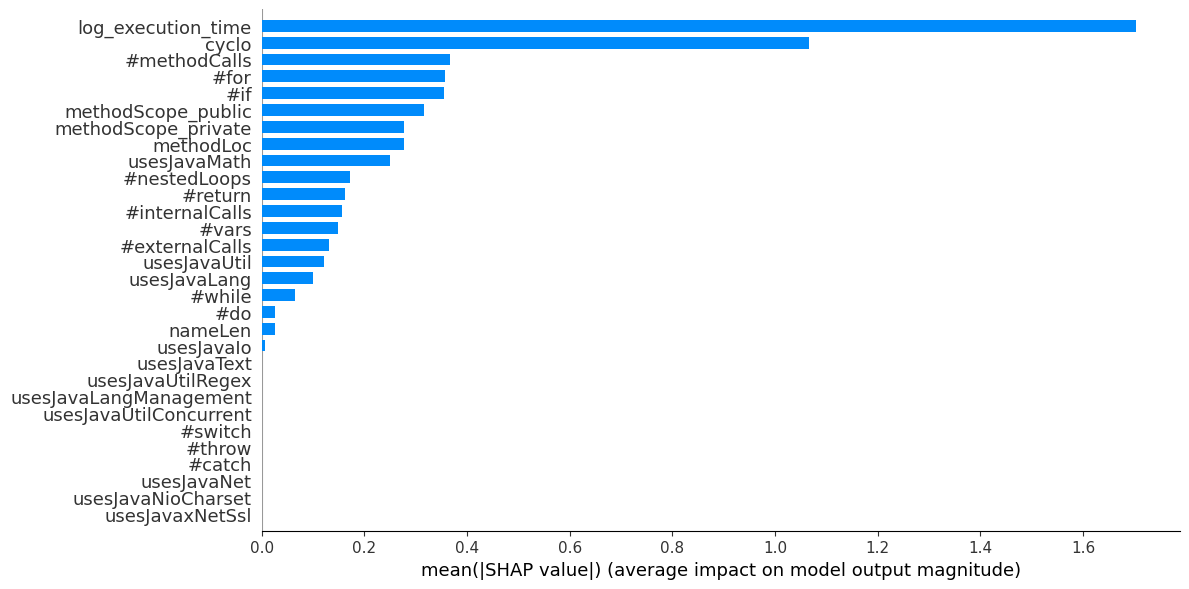 log_execution_time
cyclo
#methodCalls
#for
#if
methodScope_public
methodScope_private
methodLoc
usesJavaMath
#nestedLoops
#return
#internalCalls
#vars
#externalCalls
usesJavaUtil
usesJavaLang
#while
#do
nameLen
usesJavaIo
usesJavaText
usesJavaUtilRegex
usesJavaLangManagement
usesJavaUtilConcurrent
#switch
#throw
#catch
usesJavaNet
usesJavaNioCharset
usesJavaxNetSsl
0.0 0.2 0.4 0.6 0.8 1.0 1.2 1.4 1.6
mean(|SHAP value|) (average impact on model output magnitude)